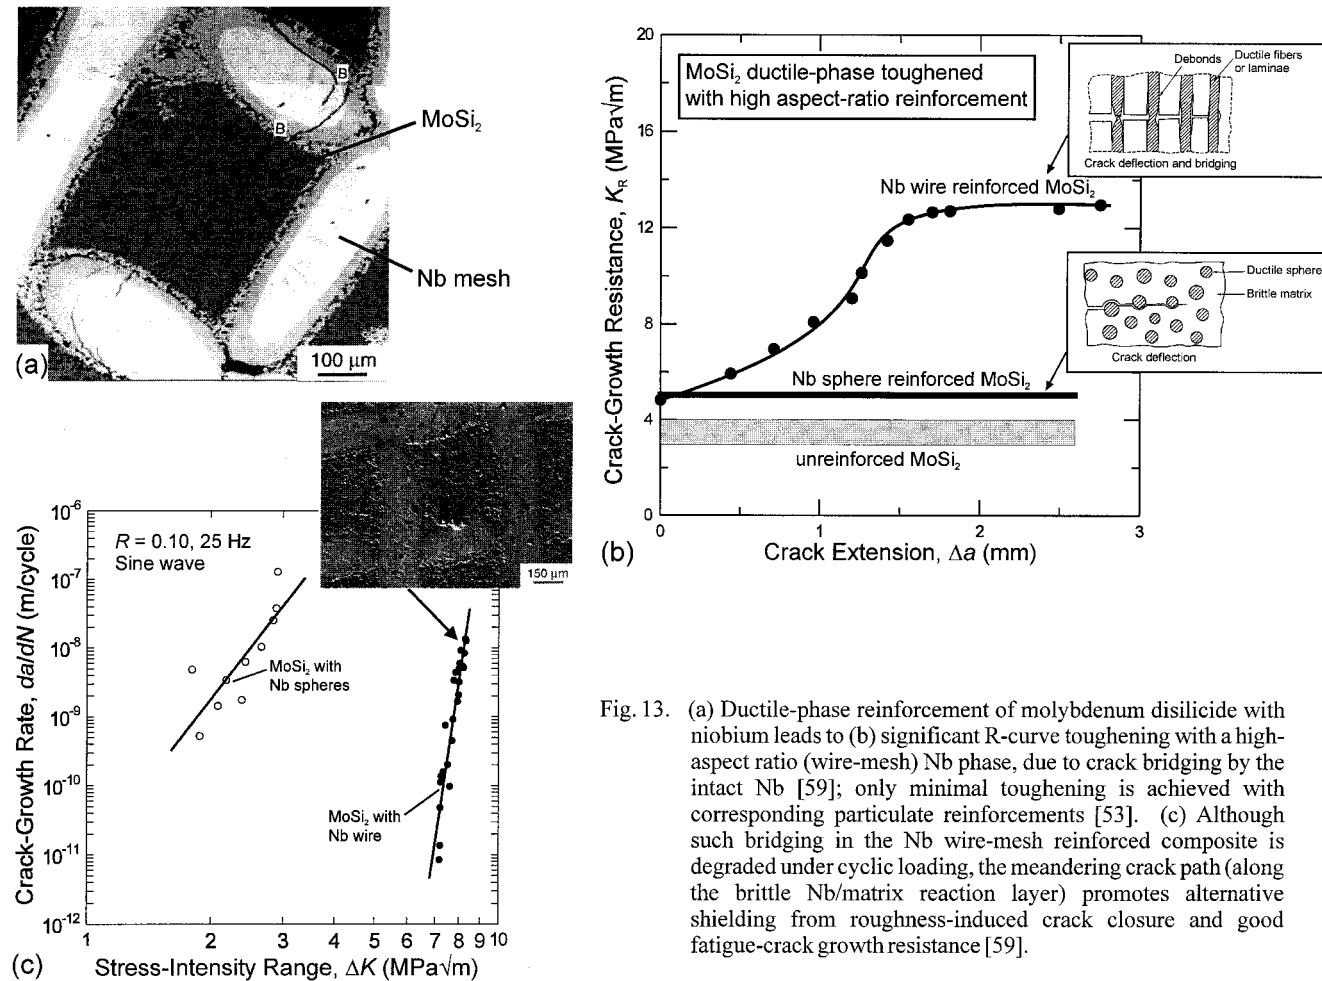 B
B
MoSi₂
Nb mesh
(a)
100 μm
20
16
12
8
4
0
Crack-Growth Resistance, K_R (MPa√m)
MoSi₂ ductile-phase toughened
with high aspect-ratio reinforcement
Nb wire reinforced MoSi₂
Nb sphere reinforced MoSi₂
unreinforced MoSi₂
0 1 2 3
(b)
Crack Extension, Δa (mm)
Debonds
Ductile fibers
or laminae
Crack deflection and bridging
Ductile sphere
Brittle matrix
Crack deflection
150 μm
10⁻⁶
10⁻⁷
10⁻⁸
10⁻⁹
10⁻¹⁰
10⁻¹¹
10⁻¹²
Crack-Growth Rate, da/dN (m/cycle)
R = 0.10, 25 Hz
Sine wave
MoSi₂ with
Nb spheres
MoSi₂ with
Nb wire
1 2 3 4 5 6 7 8 9 10
(c)
Stress-Intensity Range, ΔK (MPa√m)
Fig. 13. (a) Ductile-phase reinforcement of molybdenum disilicide with
niobium leads to (b) significant R-curve toughening with a high-
aspect ratio (wire-mesh) Nb phase, due to crack bridging by the
intact Nb [59]; only minimal toughening is achieved with
corresponding particulate reinforcements [53]. (c) Although
such bridging in the Nb wire-mesh reinforced composite is
degraded under cyclic loading, the meandering crack path (along
the brittle Nb/matrix reaction layer) promotes alternative
shielding from roughness-induced crack closure and good
fatigue-crack growth resistance [59].